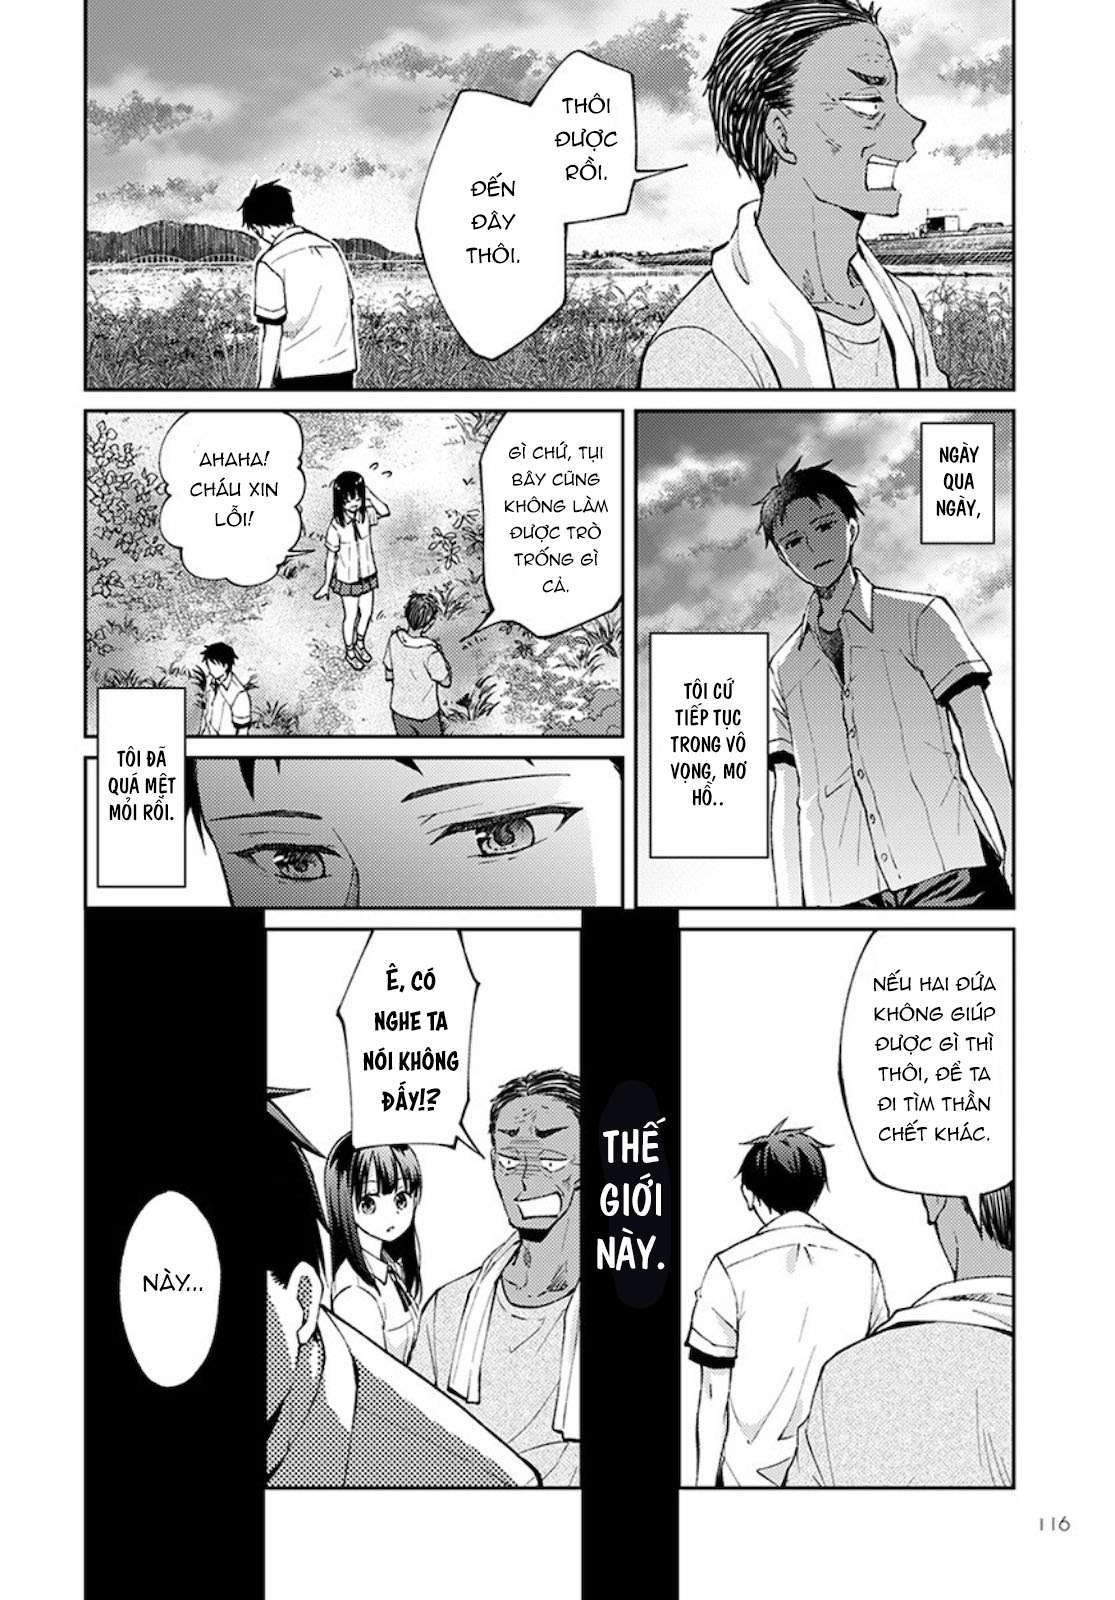 THÔI
ĐƯỢC
RỒI.
ĐẾN
ĐÂY
THÔI.
NGÀY
QUA
NGÀY,
TÔI CỨ
TIẾP TỤC
TRONG VÔ
VỌNG, MƠ
HỒ..
GÌ CHỨ, TỤI
BÂY CŨNG
KHÔNG LÀM
ĐƯỢC TRÒ
TRỐNG GÌ
CẢ.
AHAHA!
CHÁU XIN
LỖI!
TÔI ĐÃ
QUÁ MỆT
MỎI RỒI.
NẾU HAI ĐỨA
KHÔNG GIÚP
ĐƯỢC GÌ THÌ
THÔI, ĐỂ TA
ĐI TÌM THẦN
CHẾT KHÁC.
THẾ
GIỚI
NÀY.
Ê, CÓ
NGHE TA
NÓI KHÔNG
ĐẤY!?
NÀY...
116